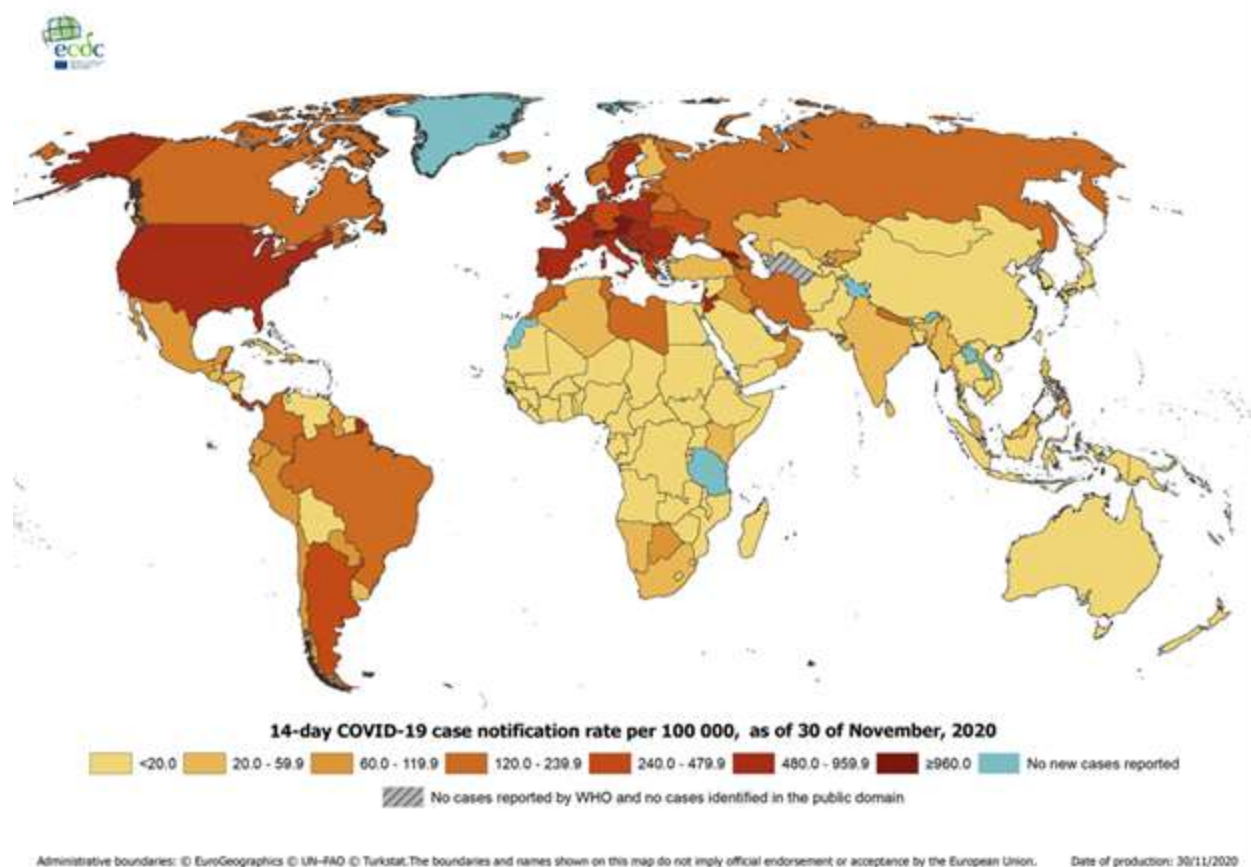 ecdc
14-day COVID-19 case notification rate per 100 000, as of 30 of November, 2020
<20.0 20.0 - 59.9 60.0 - 119.9 120.0 - 239.9 240.0 - 479.9 480.0 - 959.9 ≥960.0 No new cases reported
No cases reported by WHO and no cases identified in the public domain
Administrative boundaries: © EuroGeographics © UN–FAO © Turkstat.The boundaries and names shown on this map do not imply official endorsement or acceptance by the European Union. Date of production: 30/11/2020